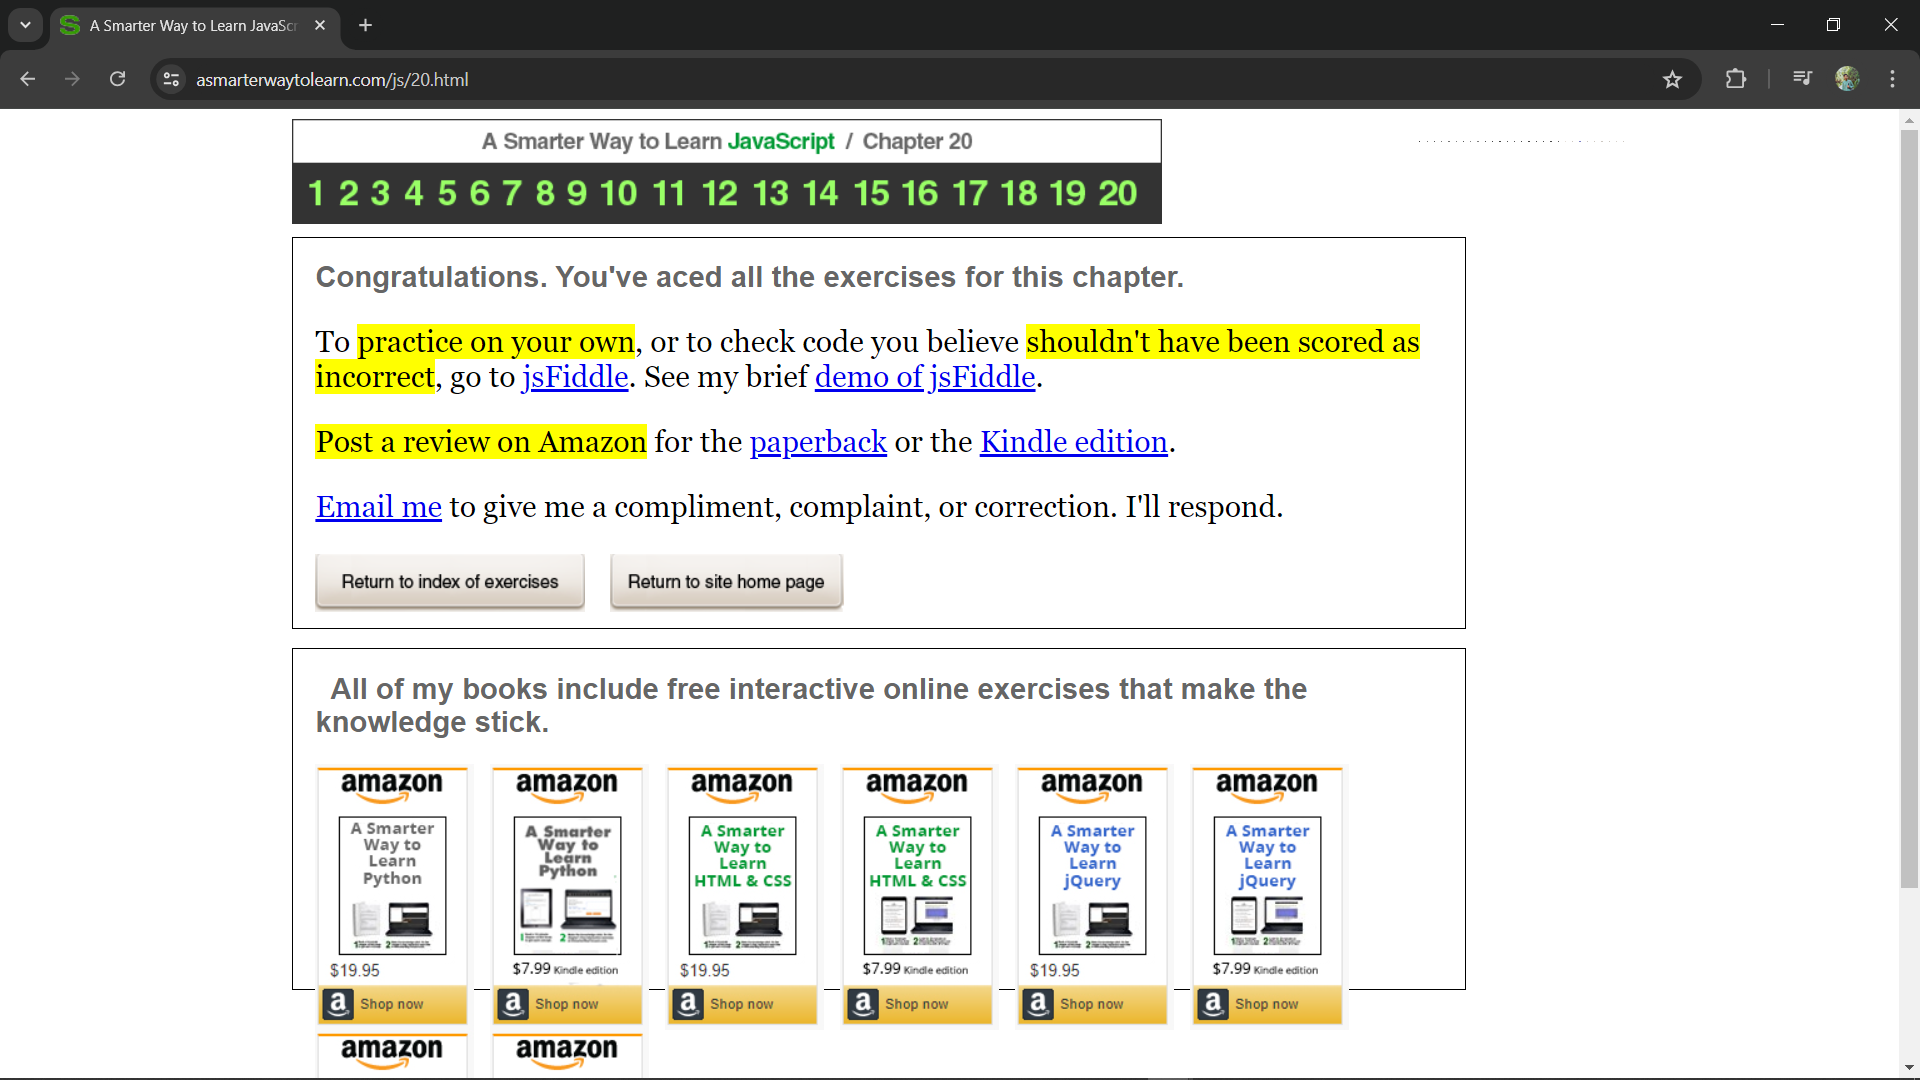 A Smarter Way to Learn JavaScr
asmarterwaytolearn.com/js/20.html
A Smarter Way to Learn JavaScript / Chapter 20
1 2 3 4 5 6 7 8 9 10 11 12 13 14 15 16 17 18 19 20
Congratulations. You've aced all the exercises for this chapter.
To practice on your own, or to check code you believe shouldn't have been scored as
incorrect, go to jsFiddle. See my brief demo of jsFiddle.
Post a review on Amazon for the paperback or the Kindle edition.
Email me to give me a compliment, complaint, or correction. I'll respond.
Return to index of exercises
Return to site home page
All of my books include free interactive online exercises that make the
knowledge stick.
amazon
A Smarter
Way to
Learn
Python
$19.95
Shop now
amazon
A Smarter
Way to
Learn
Python
$7.99 Kindle edition
Shop now
amazon
A Smarter
Way to
Learn
HTML & CSS
$19.95
Shop now
amazon
A Smarter
Way to
Learn
HTML & CSS
$7.99 Kindle edition
Shop now
amazon
A Smarter
Way to
Learn
jQuery
$19.95
Shop now
amazon
A Smarter
Way to
Learn
jQuery
$7.99 Kindle edition
Shop now
amazon
amazon